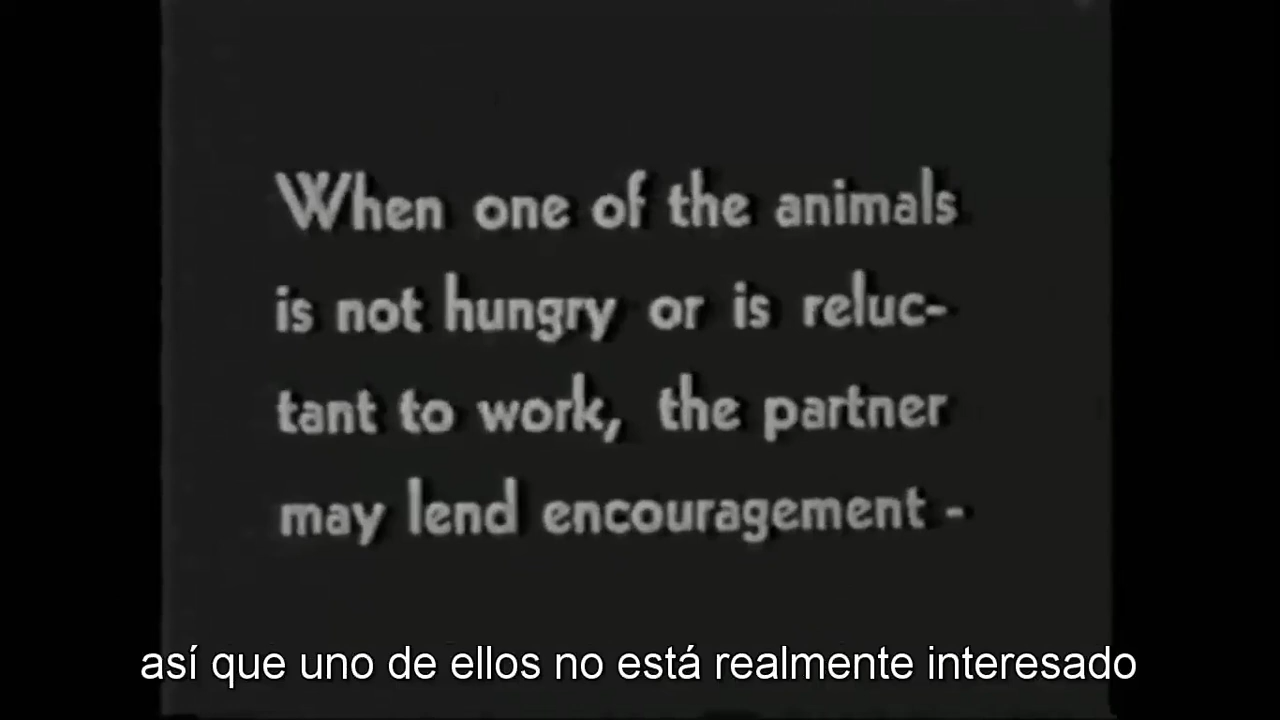 When one of the animals
is not hungry or is reluc-
tant to work, the partner
may lend encouragement -
así que uno de ellos no está realmente interesado